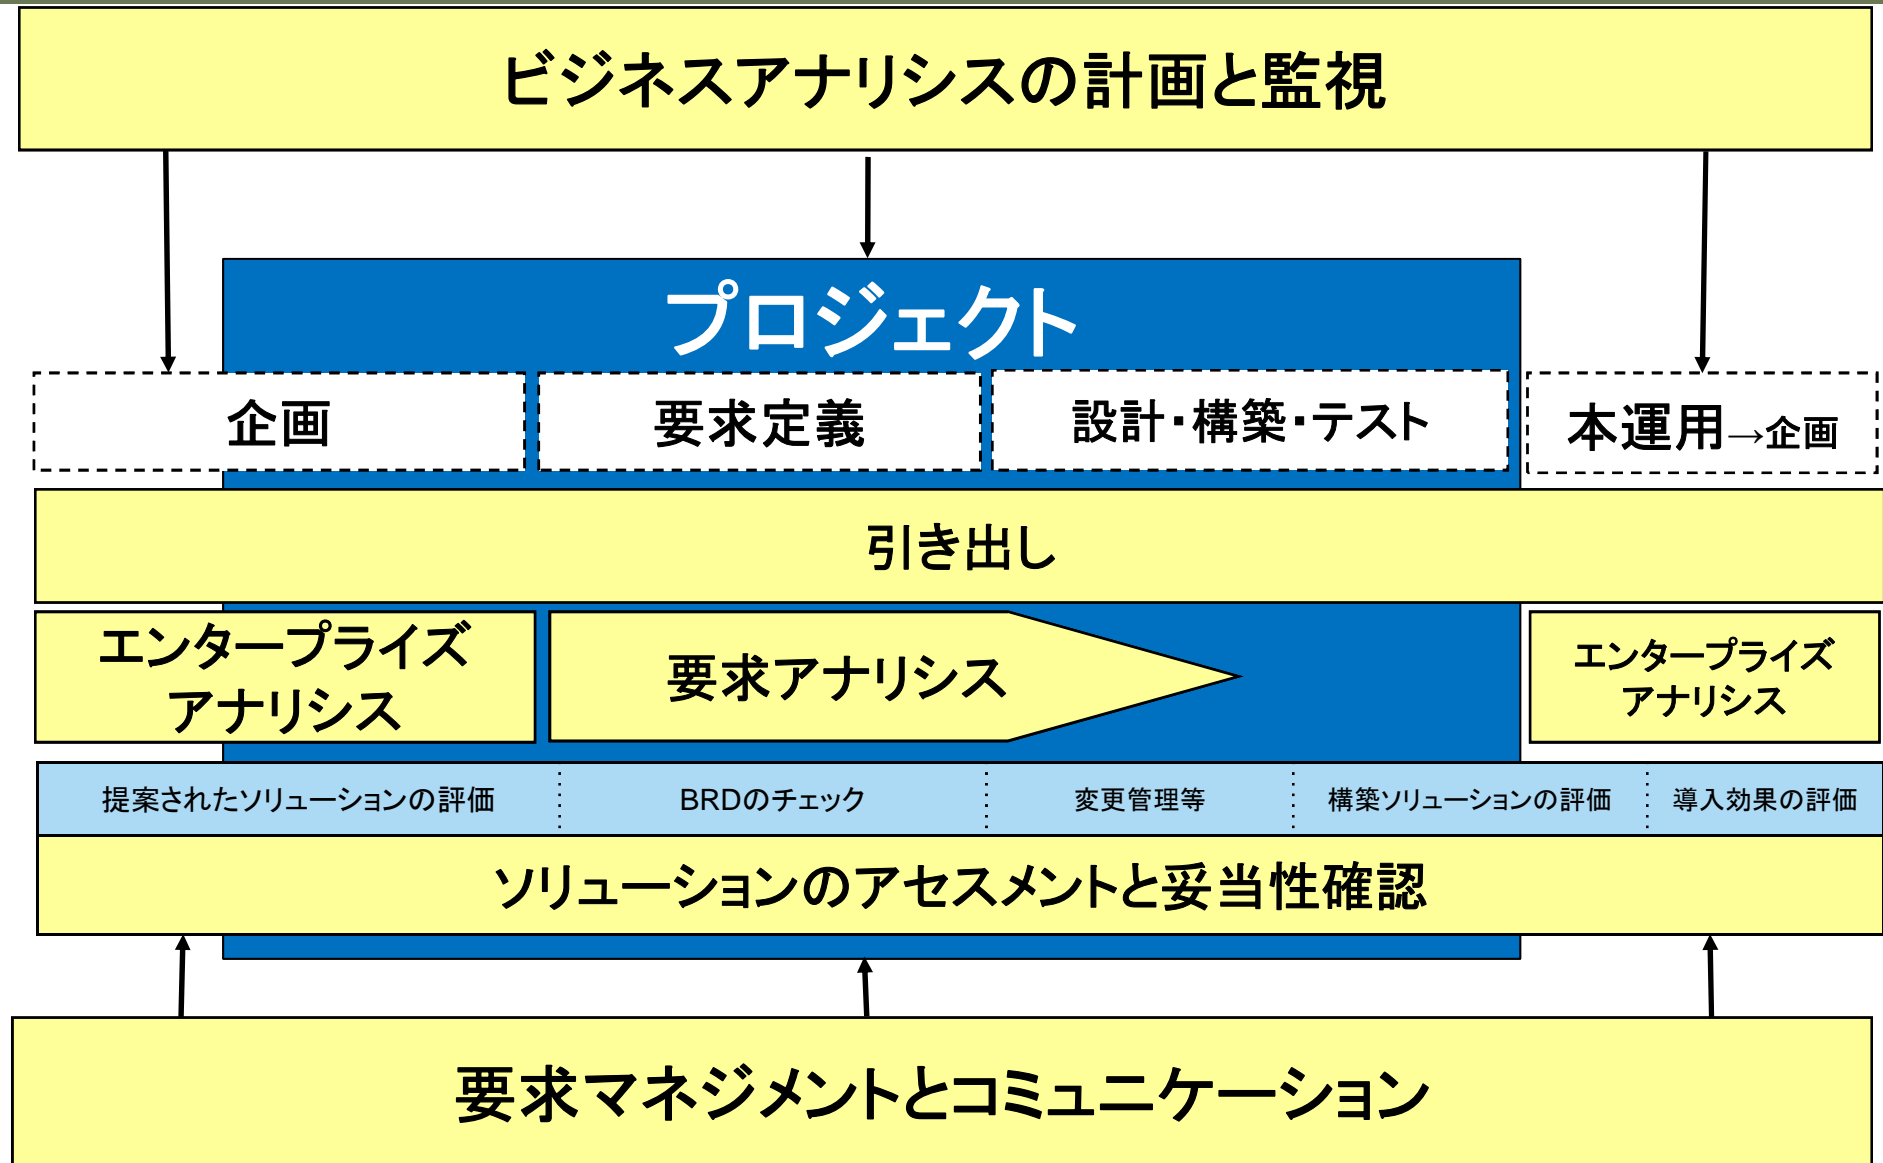 ビジネスアナリシスの計画と監視
プロジェクト
企画
要求定義
設計・構築・テスト
本運用→企画
引き出し
エンタープライズ
アナリシス
要求アナリシス
エンタープライズ
アナリシス
提案されたソリューションの評価
BRDのチェック
変更管理等
構築ソリューションの評価
導入効果の評価
ソリューションのアセスメントと妥当性確認
要求マネジメントとコミュニケーション